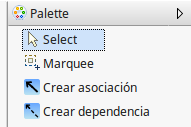 Palette
Select
Marquee
Crear asociación
Crear dependencia